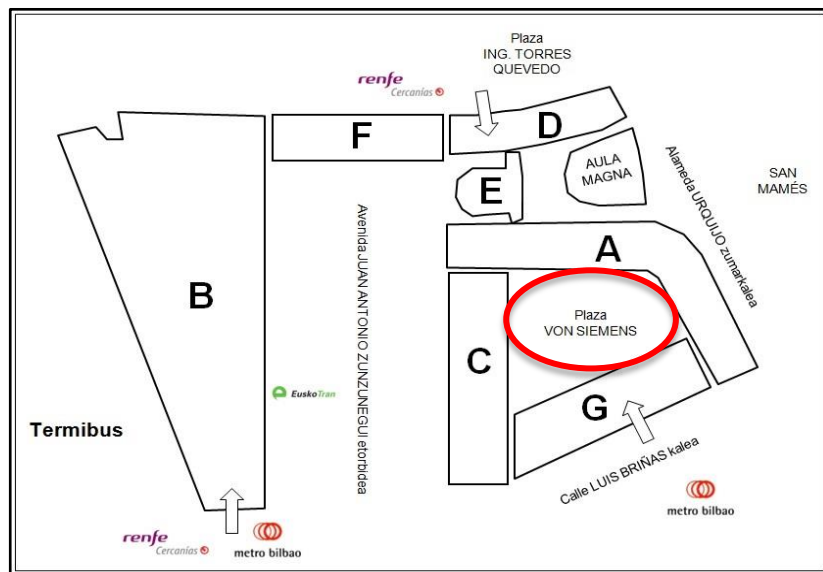 Plaza
ING. TORRES
QUEVEDO
renfe
Cercanías
F
D
AULA
MAGNA
E
SAN
MAMÉS
Alameda URQUIJO zumarkalea
A
B
Avenida JUAN ANTONIO ZUNZUNEGUI etorbidea
Plaza
VON SIEMENS
C
EuskoTran
G
Termibus
Calle LUIS BRIÑAS kalea
metro bilbao
renfe
Cercanías
metro bilbao